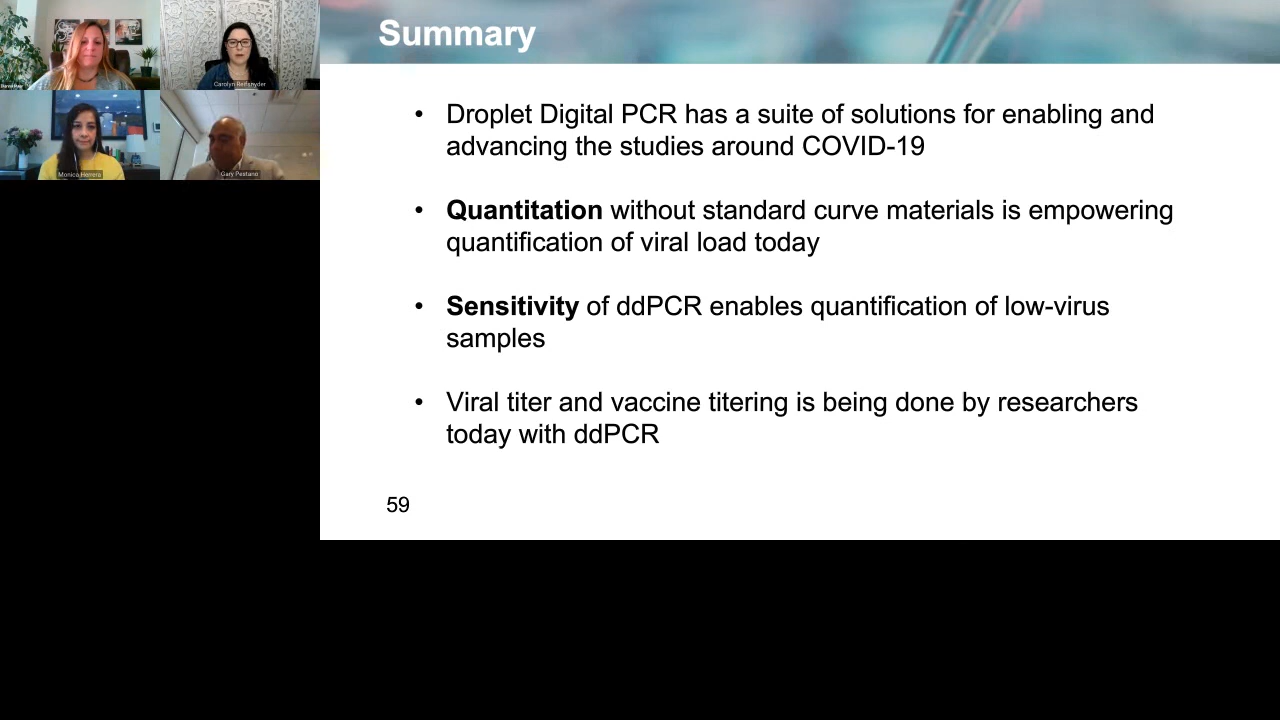 Summary
Carolyn Reifsnyder
Monica Herrera
Gary Pestano
• Droplet Digital PCR has a suite of solutions for enabling and
advancing the studies around COVID-19
• Quantitation without standard curve materials is empowering
quantification of viral load today
• Sensitivity of ddPCR enables quantification of low-virus
samples
• Viral titer and vaccine titering is being done by researchers
today with ddPCR
59